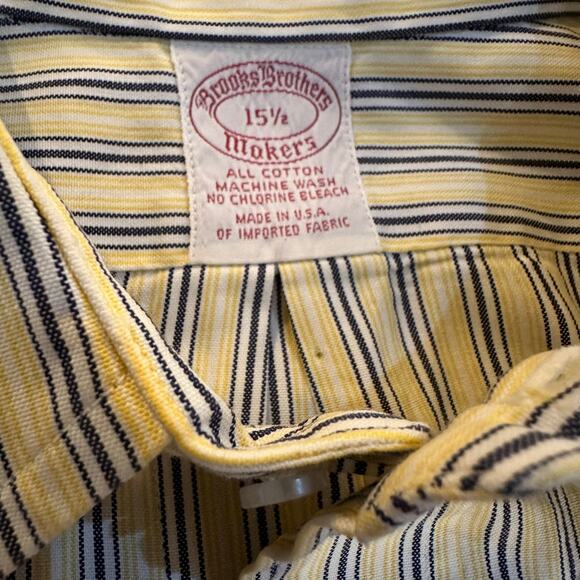 Brooks Brothers
15½
Makers
ALL COTTON
MACHINE WASH
NO CHLORINE BLEACH
MADE IN U.S.A.
OF IMPORTED FABRIC